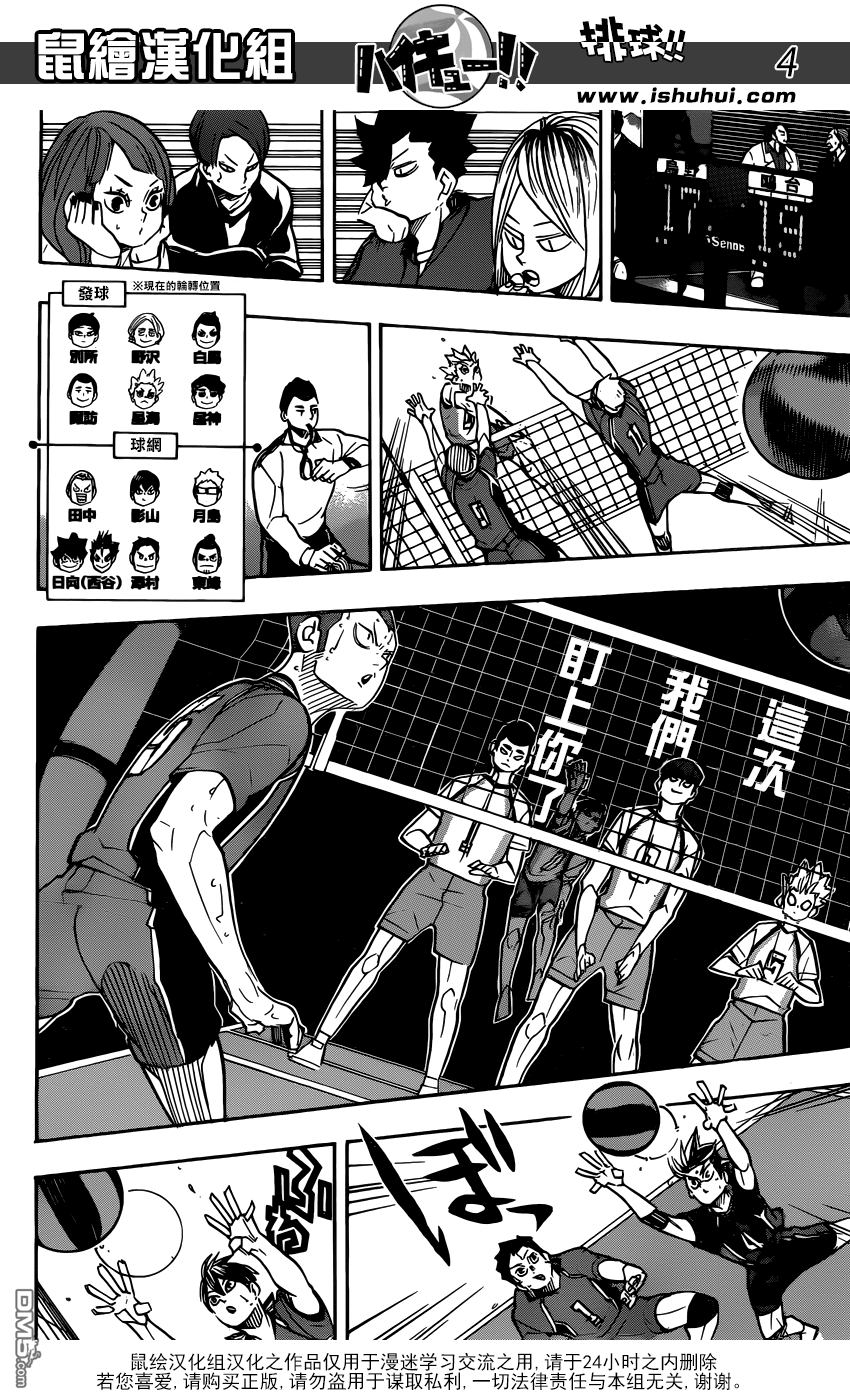 鼠繪漢化組
ハイキュー!!
排球!!
4
www.ishuhui.com
鴎台
Senoh
發球
※現在的輪轉位置
別所 野沢 白馬
諏訪 星海 昼神
球網
田中 影山 月島
日向(西谷) 澤村 東峰
這次
我們
盯上你了
ぼっ
DM5
鼠绘汉化组汉化之作品仅用于漫迷学习交流之用, 请于24小时之内删除
若您喜爱, 请购买正版, 请勿盗用于谋取私利, 一切法律责任与本组无关, 谢谢。